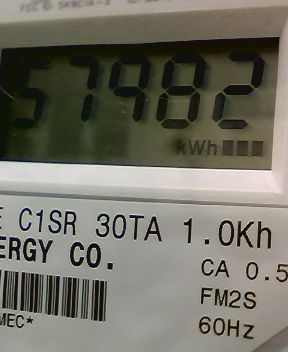 57982
kWh
E C1SR 30TA 1.0Kh
ERGY CO.
CA 0.5
FM2S
MEC*
60Hz